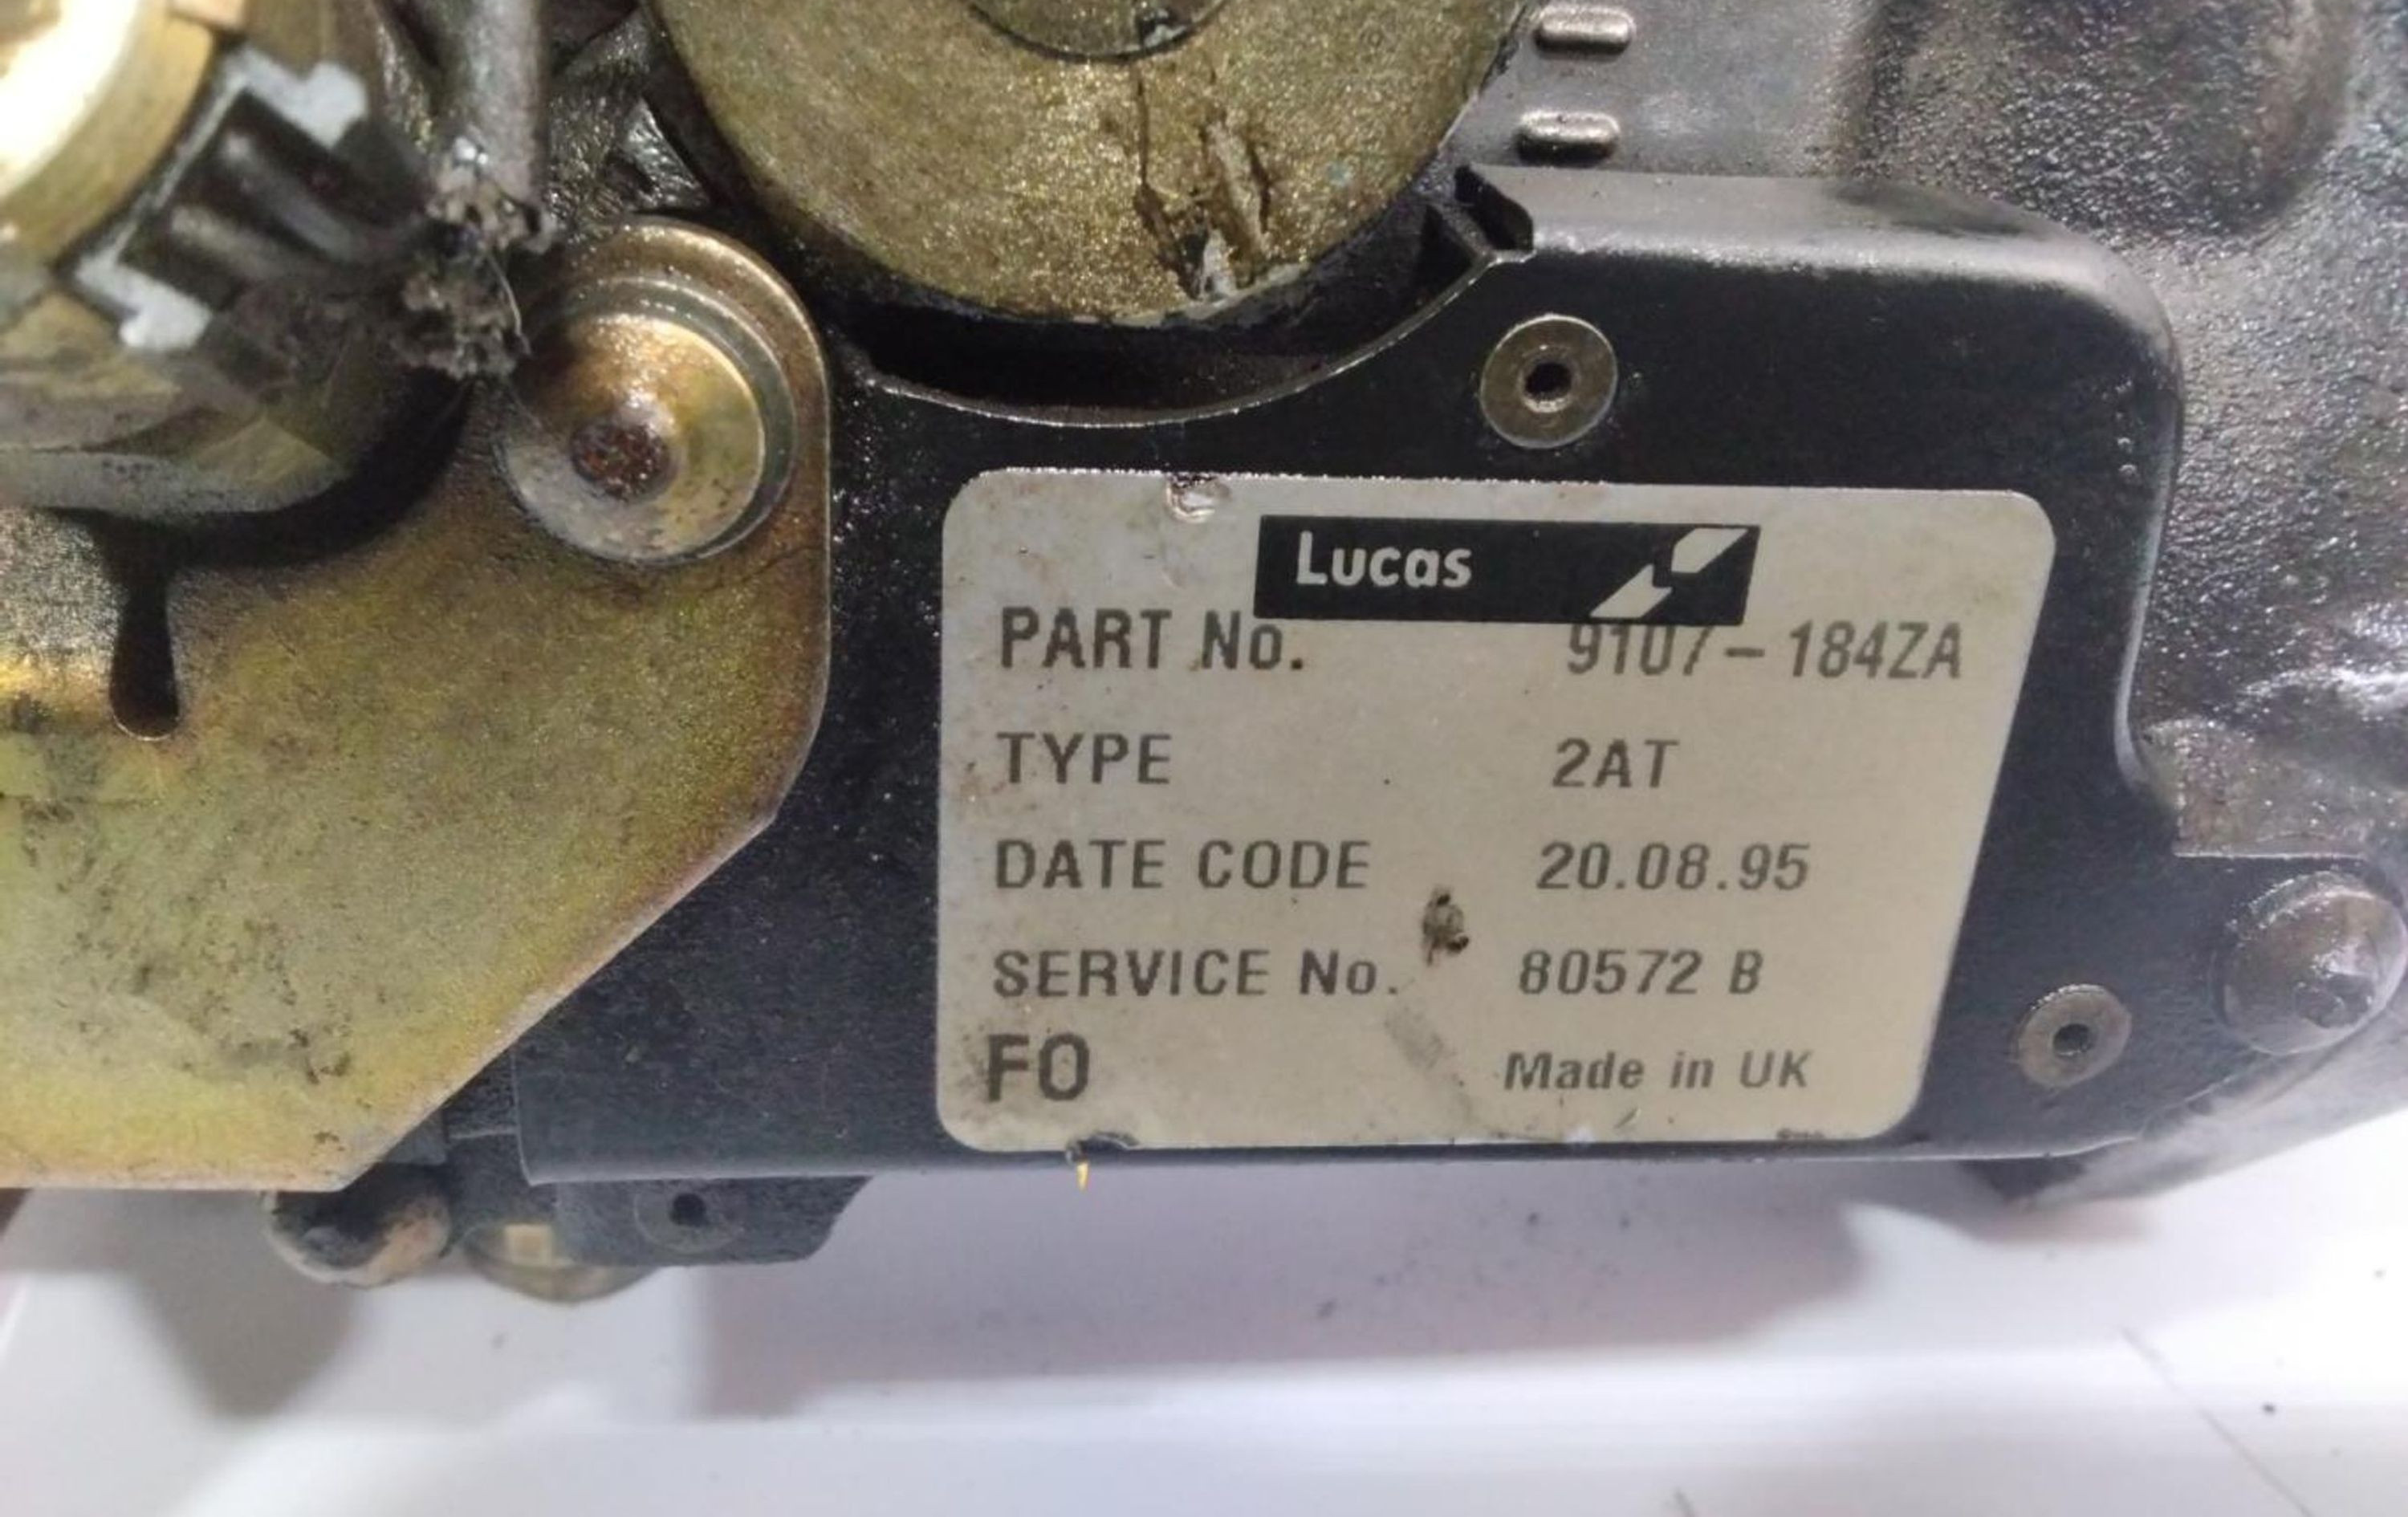 Lucas
PART No. 9107-184ZA
TYPE 2AT
DATE CODE 20.08.95
SERVICE No. 80572 B
FO Made in UK